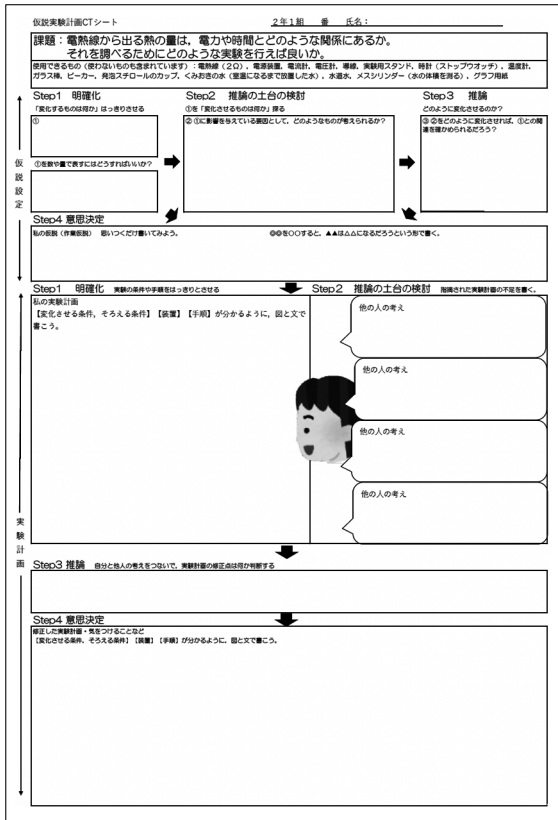 仮説実験計画CTシート　２年１組　番　氏名：
課題：電熱線から出る熱の量は，電力や時間とどのような関係にあるか。
それを調べるためにどのような実験を行えば良いか。
使用できるもの（使わないものも含まれています）：電熱線（2Ω），電源装置，電流計，電圧計，導線，実験用スタンド，時計（ストップウオッチ），温度計，
ガラス棒，ビーカー，発泡スチロールのカップ，くみおきの水（室温になるまで放置した水），水道水，メスシリンダー（水の体積を測る），グラフ用紙
Step1　明確化
「変化するものは何か」はっきりさせる
①
①を数や量で表すにはどうすればいいか？
Step2　推論の土台の検討
①を「変化させるものは何か」探る
②①に影響を与えている要因として，どのようなものが考えられるか？
Step3　推論
どのように変化させるのか？
③②をどのように変化させれば，①との関
連を確かめられるだろう？
仮説設定
Step4 意思決定
私の仮説（作業仮説）　思いつくだけ書いてみよう。　◎◎を〇〇すると，▲▲は△△になるだろうという形で書く。
Step1　明確化　実験の条件や手順をはっきりとさせる
私の実験計画
【変化させる条件，そろえる条件】【装置】【手順】が分かるように，図と文で
書こう。
Step2　推論の土台の検討　指摘された実験計画の不足を書く。
他の人の考え
他の人の考え
他の人の考え
他の人の考え
実験計画
Step3 推論　自分と他人の考えをつないで，実験計画の修正点は何か判断する
Step4 意思決定
修正した実験計画・気をつけることなど
【変化させる条件，そろえる条件】【装置】【手順】が分かるように，図と文で書こう。